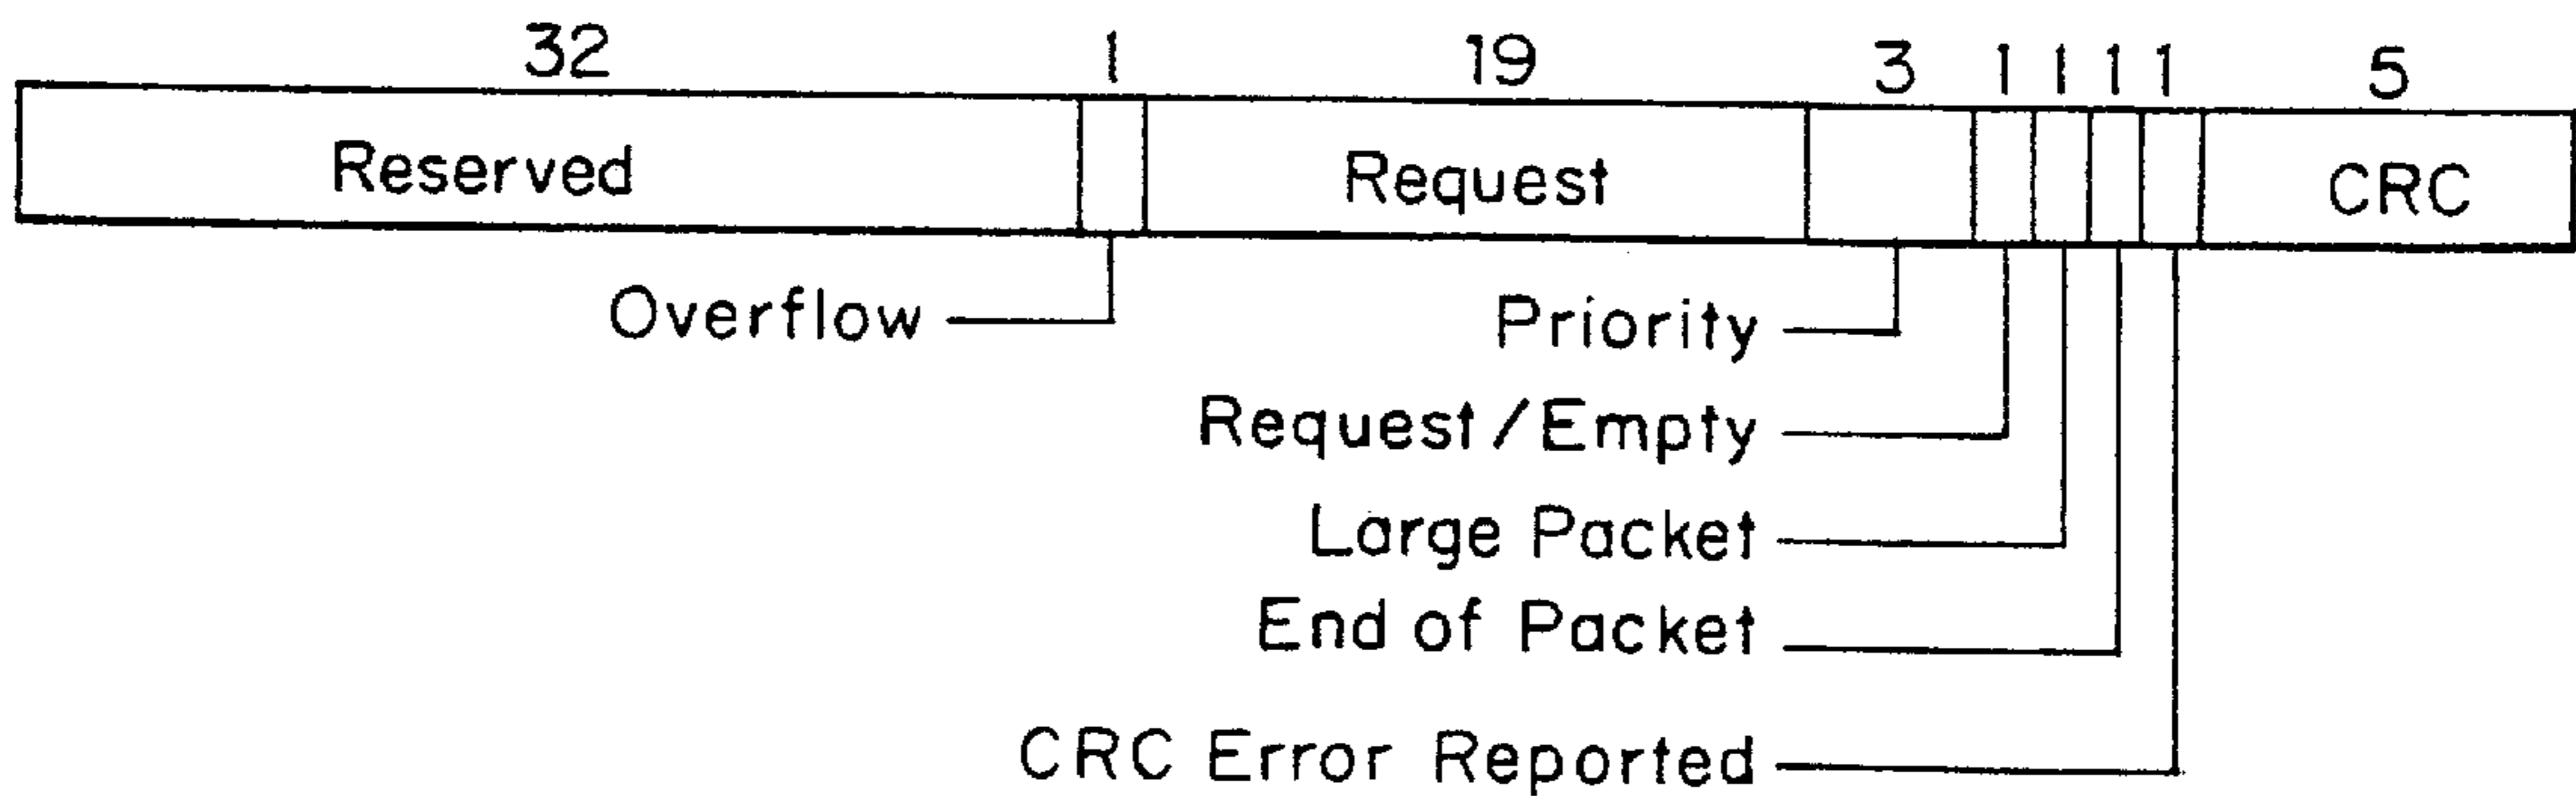 32 1 19 3 1 1 1 1 5
Reserved Request CRC
Overflow Priority
Request/Empty
Large Packet
End of Packet
CRC Error Reported